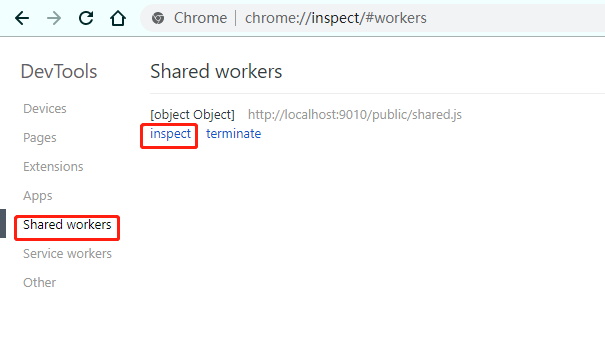 Chrome | chrome://inspect/#workers
DevTools
Devices
Pages
Extensions
Apps
Shared workers
Service workers
Other
Shared workers
[object Object] http://localhost:9010/public/shared.js
inspect terminate